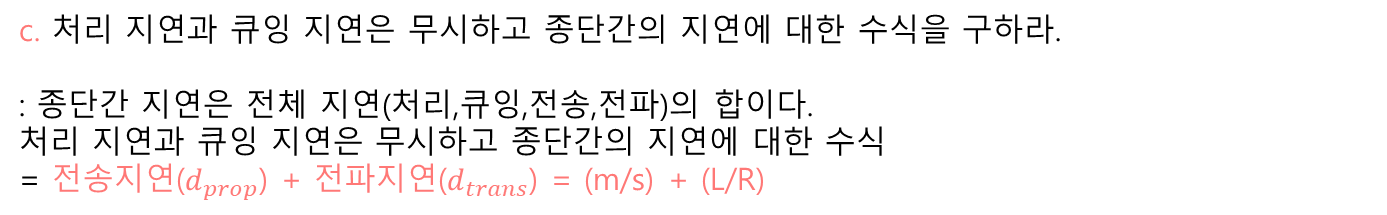 c. 처리 지연과 큐잉 지연은 무시하고 종단간의 지연에 대한 수식을 구하라.
: 종단간 지연은 전체 지연(처리,큐잉,전송,전파)의 합이다.
처리 지연과 큐잉 지연은 무시하고 종단간의 지연에 대한 수식
= 전송지연(d_{prop}) + 전파지연(d_{trans}) = (m/s) + (L/R)